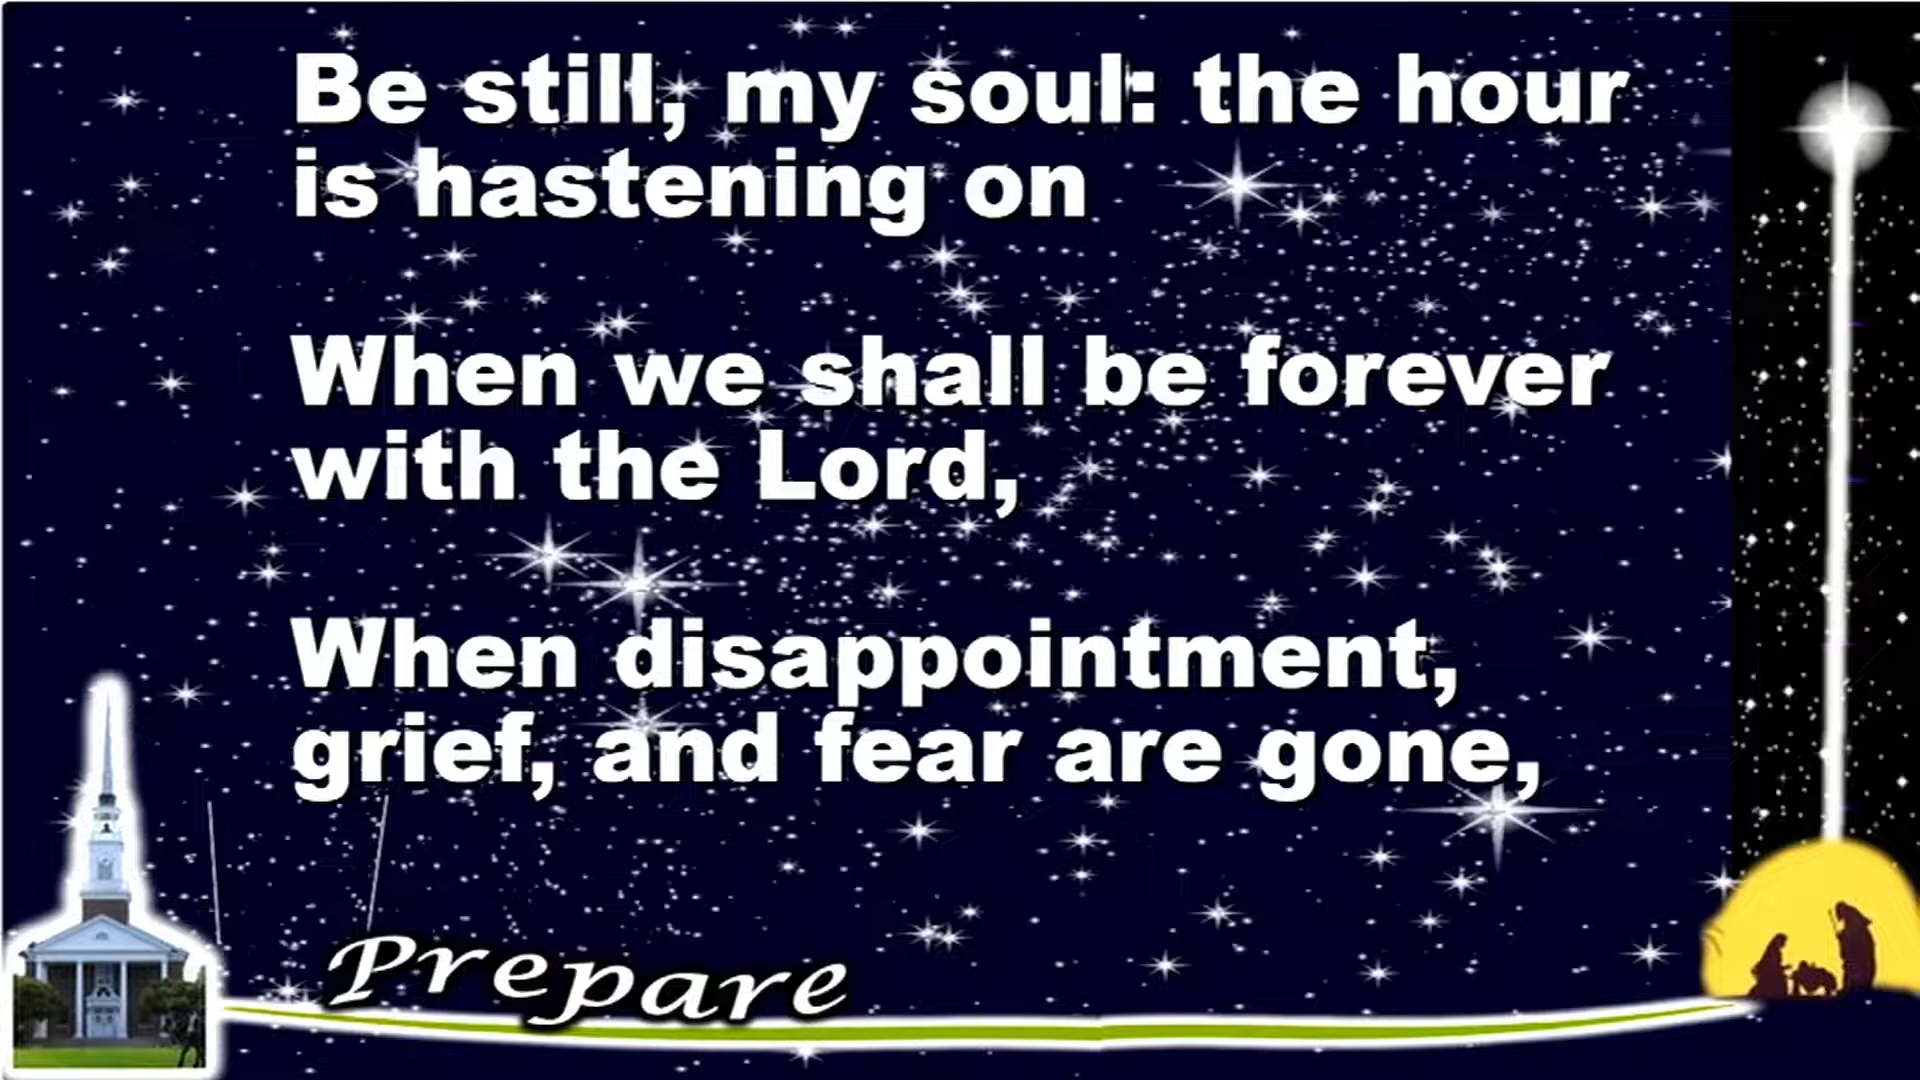 Be still, my soul: the hour
is hastening on
When we shall be forever
with the Lord,
When disappointment,
grief, and fear are gone,
Prepare